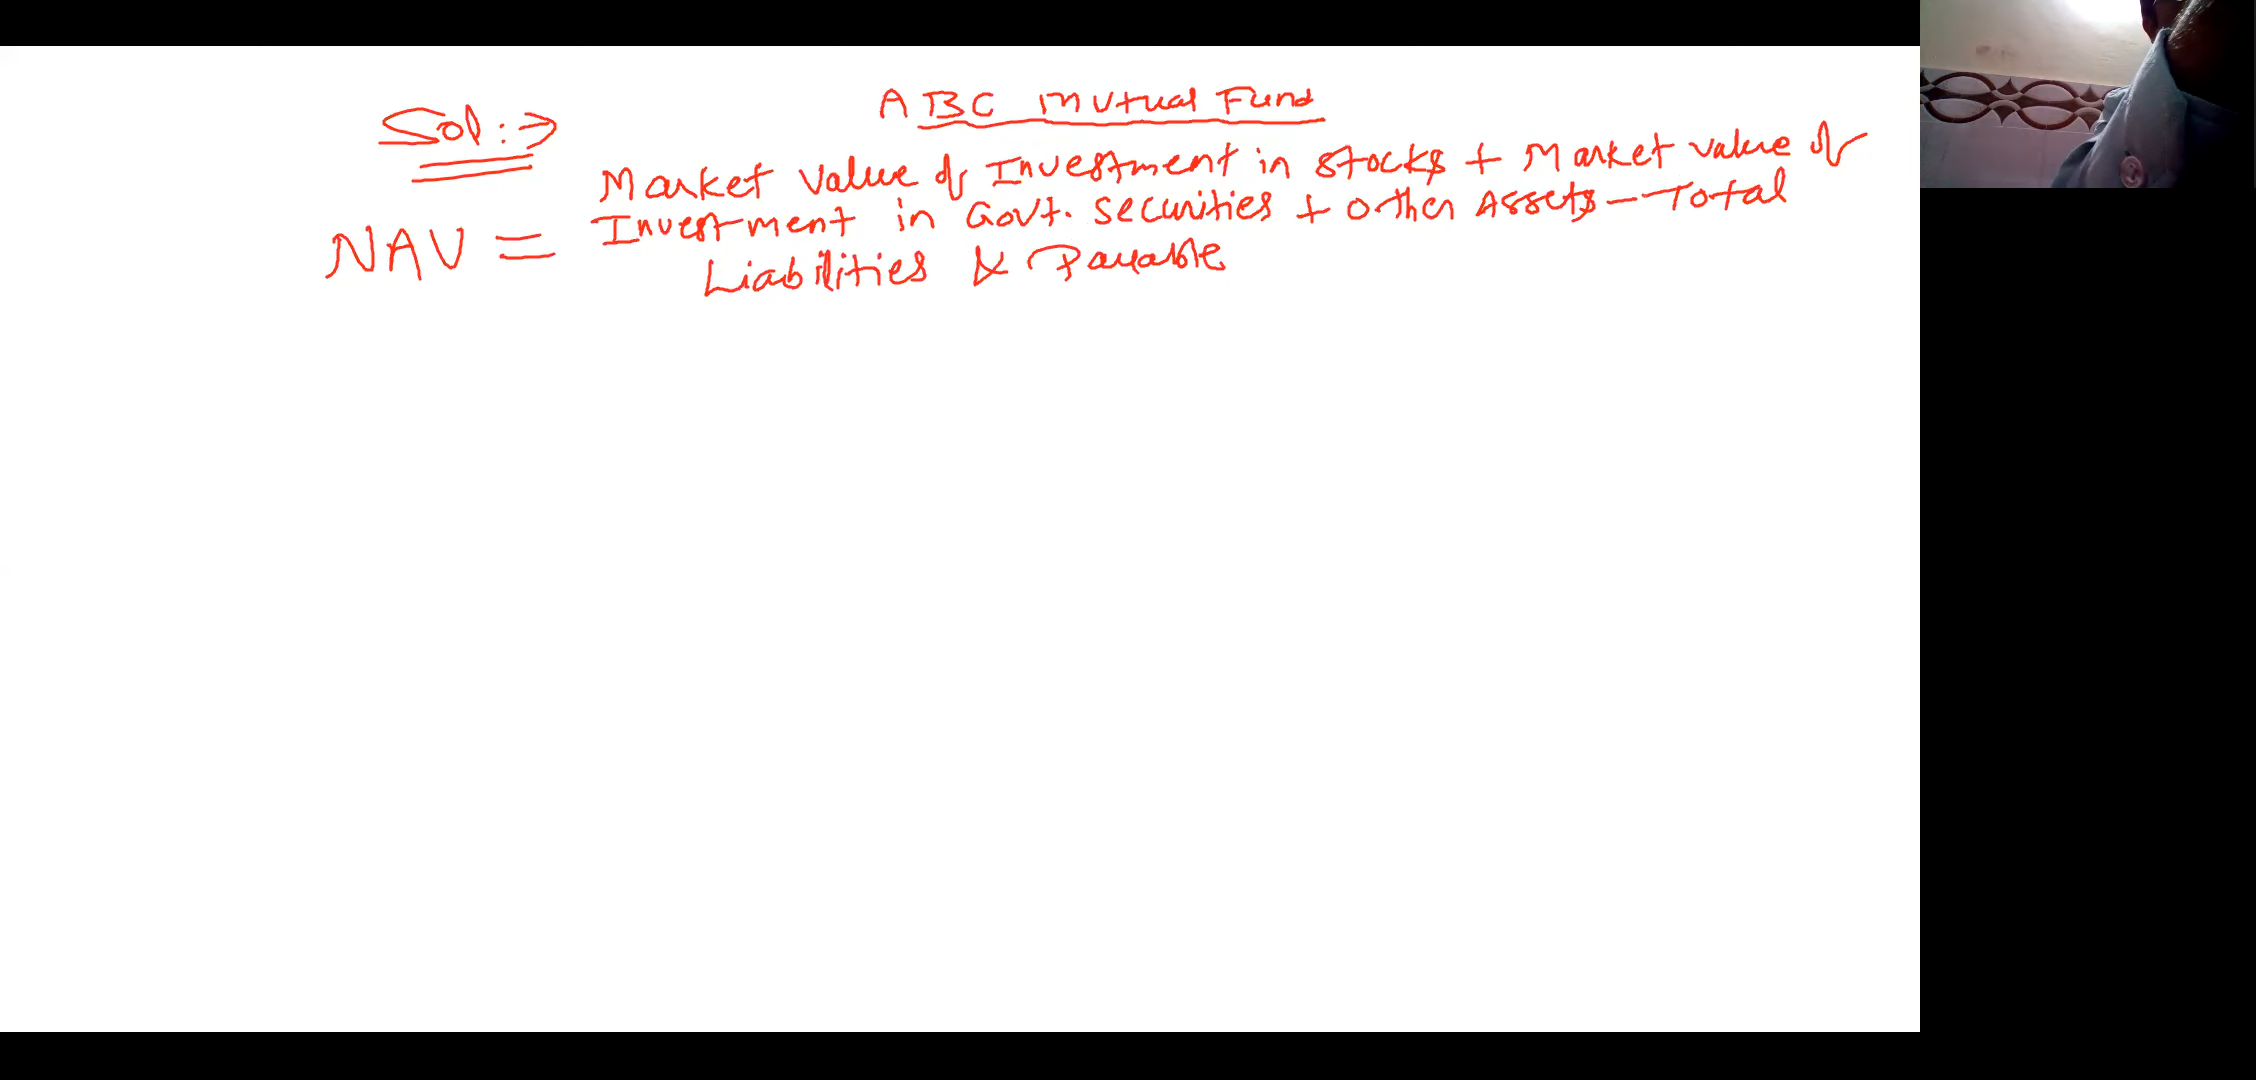 ABC Mutual Fund
Sol :→
Market Value of Investment in stocks + Market value of
Investment in Govt. securities + Other Assets – Total
NAV =
Liabilities & Payable